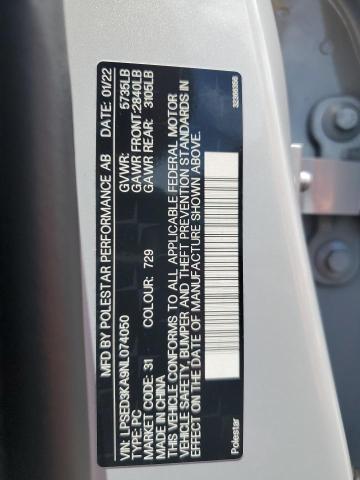 MFD BY POLESTAR PERFORMANCE AB DATE: 01/22
GVWR: 5735LB
GAWR FRONT:2840LB
GAWR REAR: 3105LB
VIN: LPSED3KA9NL074050
TYPE: PC
MARKET CODE: 31 COLOUR: 729
MADE IN CHINA
THIS VEHICLE CONFORMS TO ALL APPLICABLE FEDERAL MOTOR
VEHICLE SAFETY, BUMPER AND THEFT PREVENTION STANDARDS IN
EFFECT ON THE DATE OF MANUFACTURE SHOWN ABOVE.
Polestar